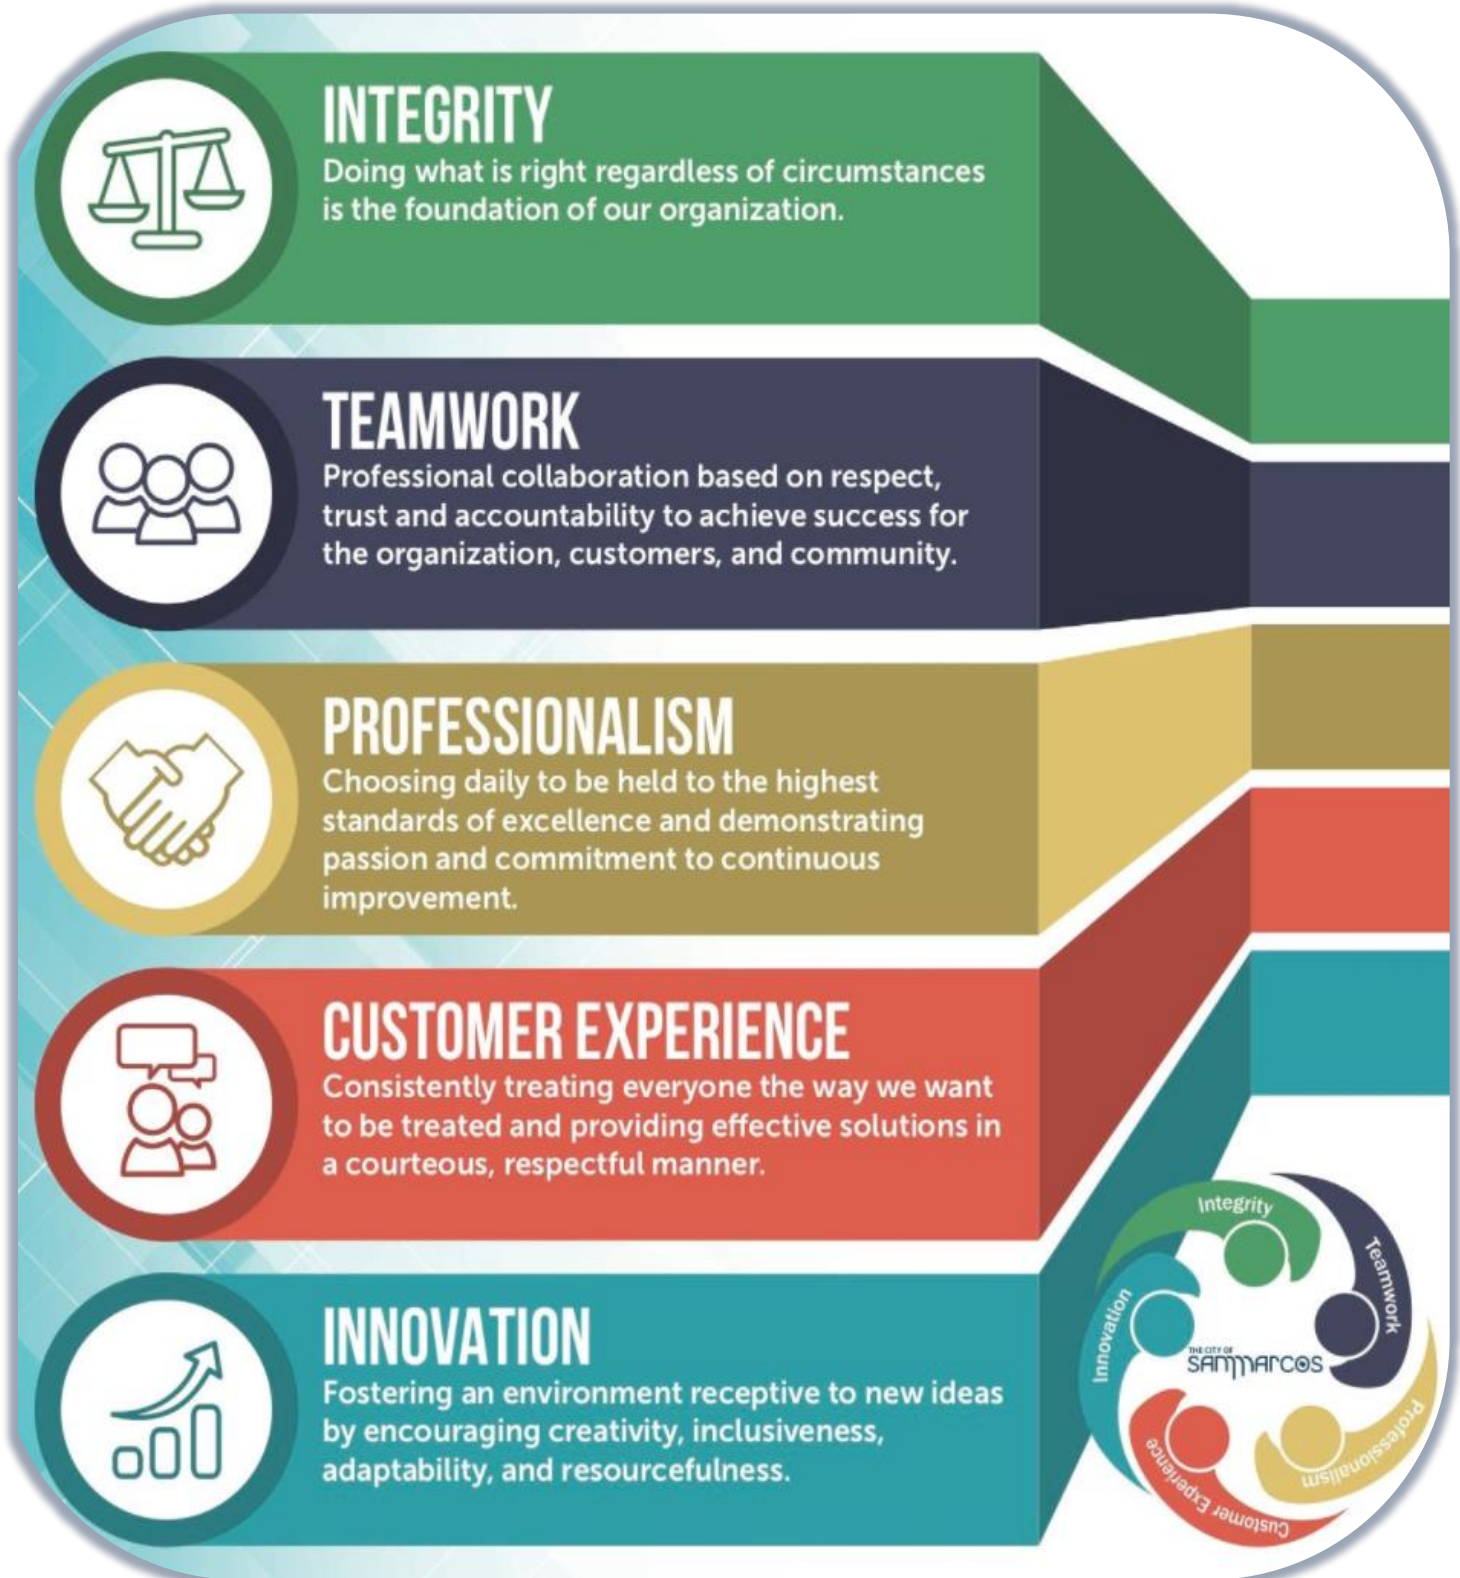 INTEGRITY
Doing what is right regardless of circumstances
is the foundation of our organization.
TEAMWORK
Professional collaboration based on respect,
trust and accountability to achieve success for
the organization, customers, and community.
PROFESSIONALISM
Choosing daily to be held to the highest
standards of excellence and demonstrating
passion and commitment to continuous
improvement.
CUSTOMER EXPERIENCE
Consistently treating everyone the way we want
to be treated and providing effective solutions in
a courteous, respectful manner.
INNOVATION
Fostering an environment receptive to new ideas
by encouraging creativity, inclusiveness,
adaptability, and resourcefulness.
Integrity
Teamwork
Professionalism
Customer Experience
Innovation
THE CITY OF
SAN MARCOS